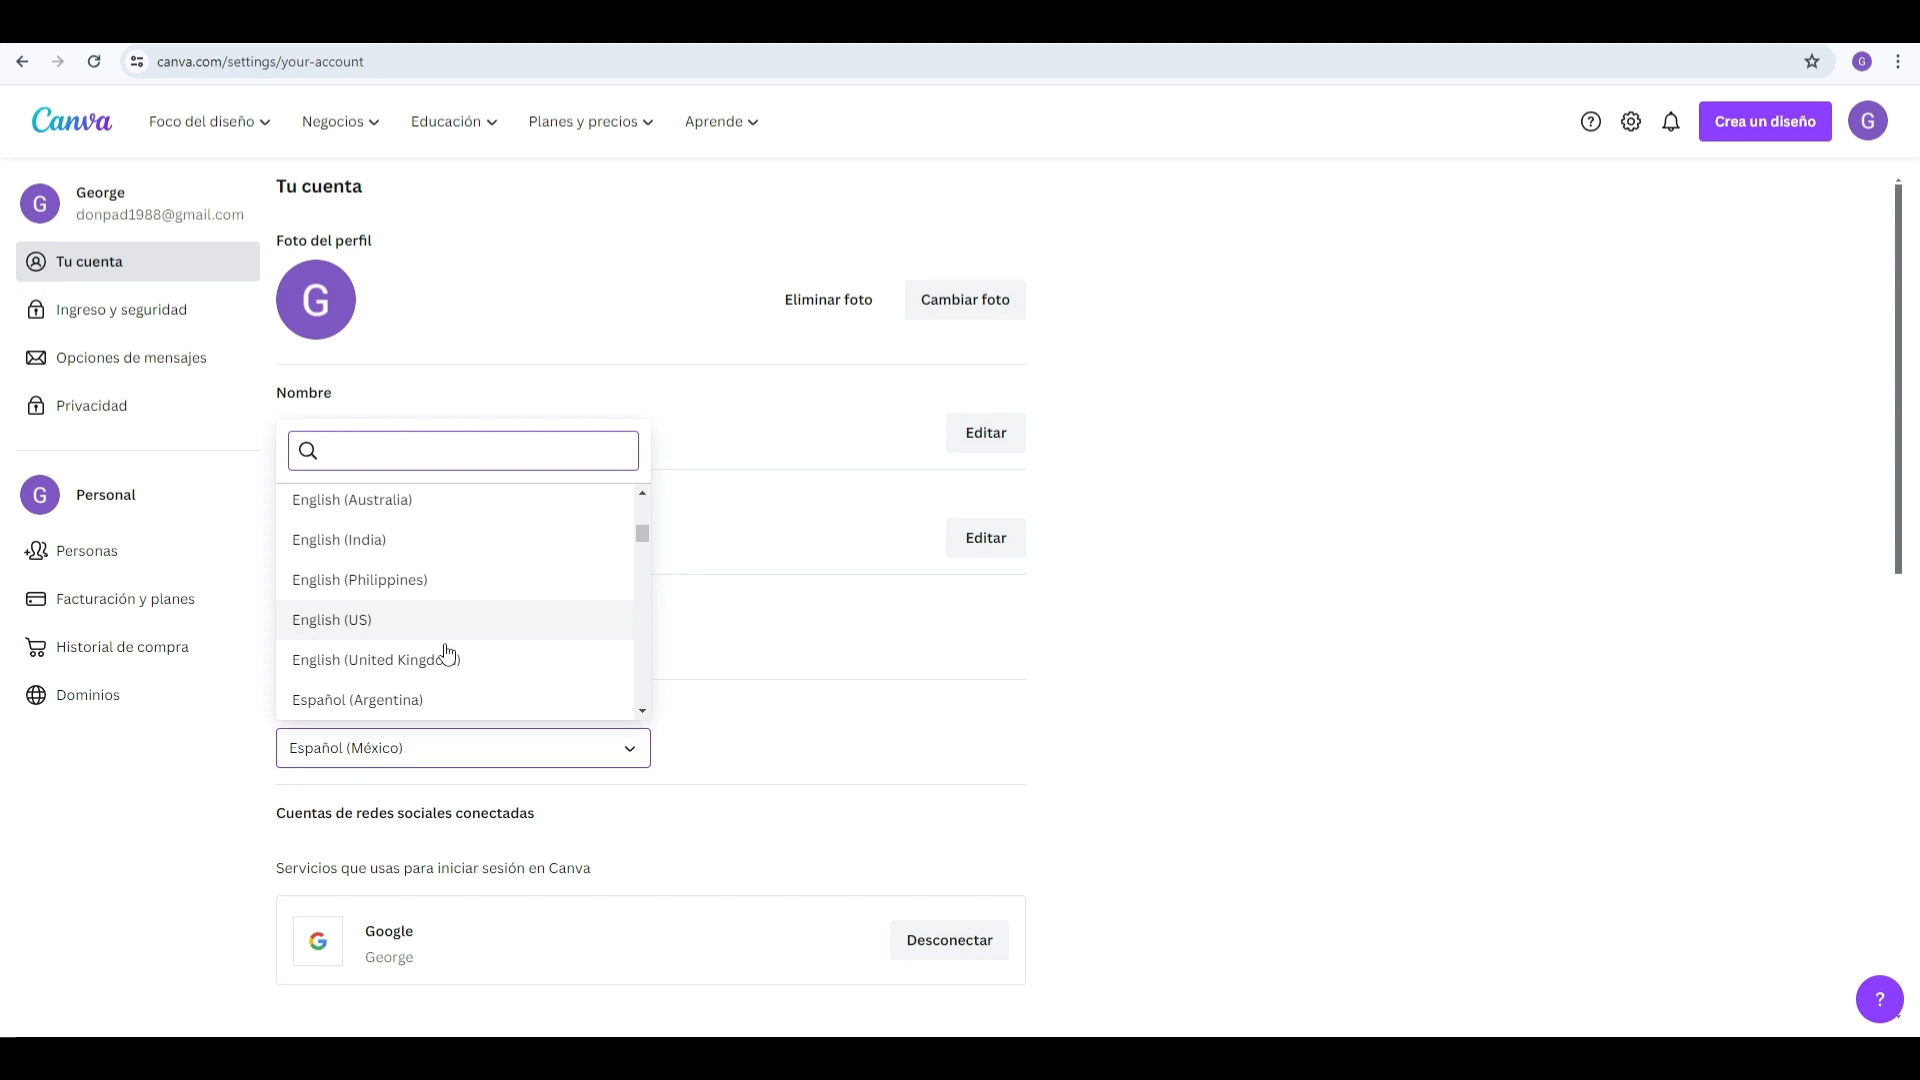 canva.com/settings/your-account
G
Canva
Foco del diseño
Negocios
Educación
Planes y precios
Aprende
?
Crea un diseño
G
G
George
donpad1988@gmail.com
Tu cuenta
Ingreso y seguridad
Opciones de mensajes
Privacidad
G
Personal
Personas
Facturación y planes
Historial de compra
Dominios
Tu cuenta
Foto del perfil
G
Eliminar foto
Cambiar foto
Nombre
Editar
Editar
English (Australia)
English (India)
English (Philippines)
English (US)
English (United Kingdom)
Español (Argentina)
Español (México)
Cuentas de redes sociales conectadas
Servicios que usas para iniciar sesión en Canva
G
Google
George
Desconectar
?